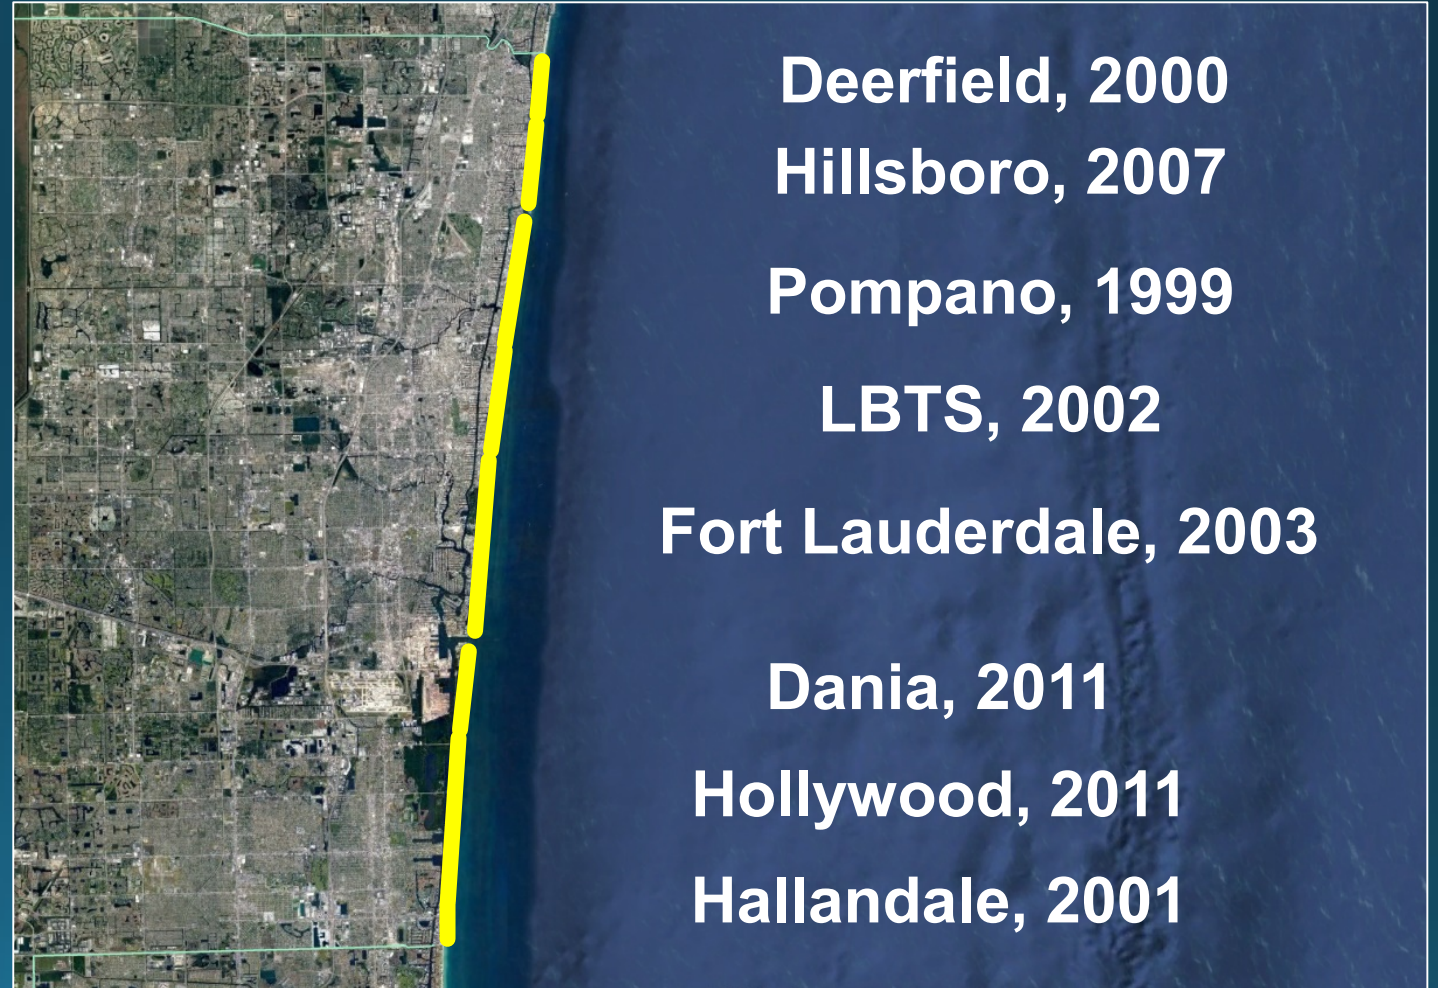 Deerfield, 2000
Hillsboro, 2007
Pompano, 1999
LBTS, 2002
Fort Lauderdale, 2003
Dania, 2011
Hollywood, 2011
Hallandale, 2001